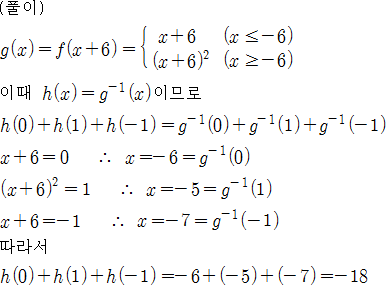 (풀이)
g(x)=f(x+6)={ x+6 (x≤-6)
(x+6)² (x≥-6)
이때 h(x)=g⁻¹(x)이므로
h(0)+h(1)+h(-1)=g⁻¹(0)+g⁻¹(1)+g⁻¹(-1)
x+6=0 ∴ x=-6=g⁻¹(0)
(x+6)²=1 ∴ x=-5=g⁻¹(1)
x+6=-1 ∴ x=-7=g⁻¹(-1)
따라서
h(0)+h(1)+h(-1)=-6+(-5)+(-7)=-18